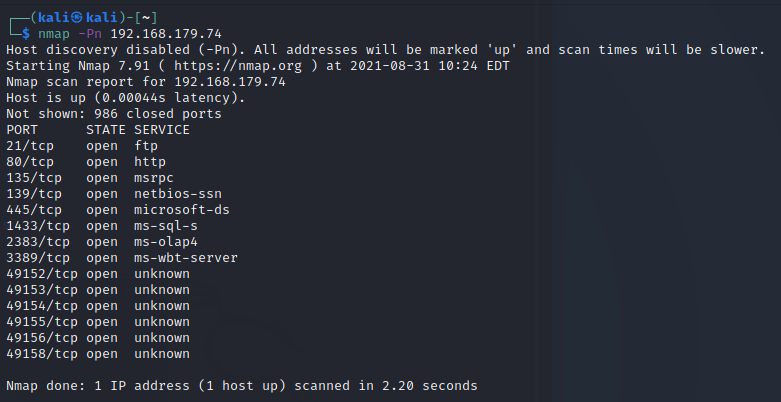 ┌──(kali㉿kali)-[~]
└─$ nmap -Pn 192.168.179.74
Host discovery disabled (-Pn). All addresses will be marked 'up' and scan times will be slower.
Starting Nmap 7.91 ( https://nmap.org ) at 2021-08-31 10:24 EDT
Nmap scan report for 192.168.179.74
Host is up (0.00044s latency).
Not shown: 986 closed ports
PORT      STATE SERVICE
21/tcp    open  ftp
80/tcp    open  http
135/tcp   open  msrpc
139/tcp   open  netbios-ssn
445/tcp   open  microsoft-ds
1433/tcp  open  ms-sql-s
2383/tcp  open  ms-olap4
3389/tcp  open  ms-wbt-server
49152/tcp open  unknown
49153/tcp open  unknown
49154/tcp open  unknown
49155/tcp open  unknown
49156/tcp open  unknown
49158/tcp open  unknown
Nmap done: 1 IP address (1 host up) scanned in 2.20 seconds